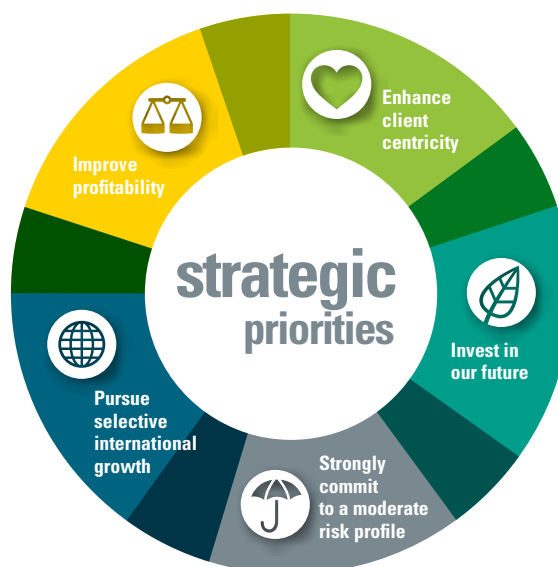 strategic
priorities
Enhance
client
centricity
Invest in
our future
Strongly
commit
to a moderate
risk profile
Pursue
selective
international
growth
Improve
profitability